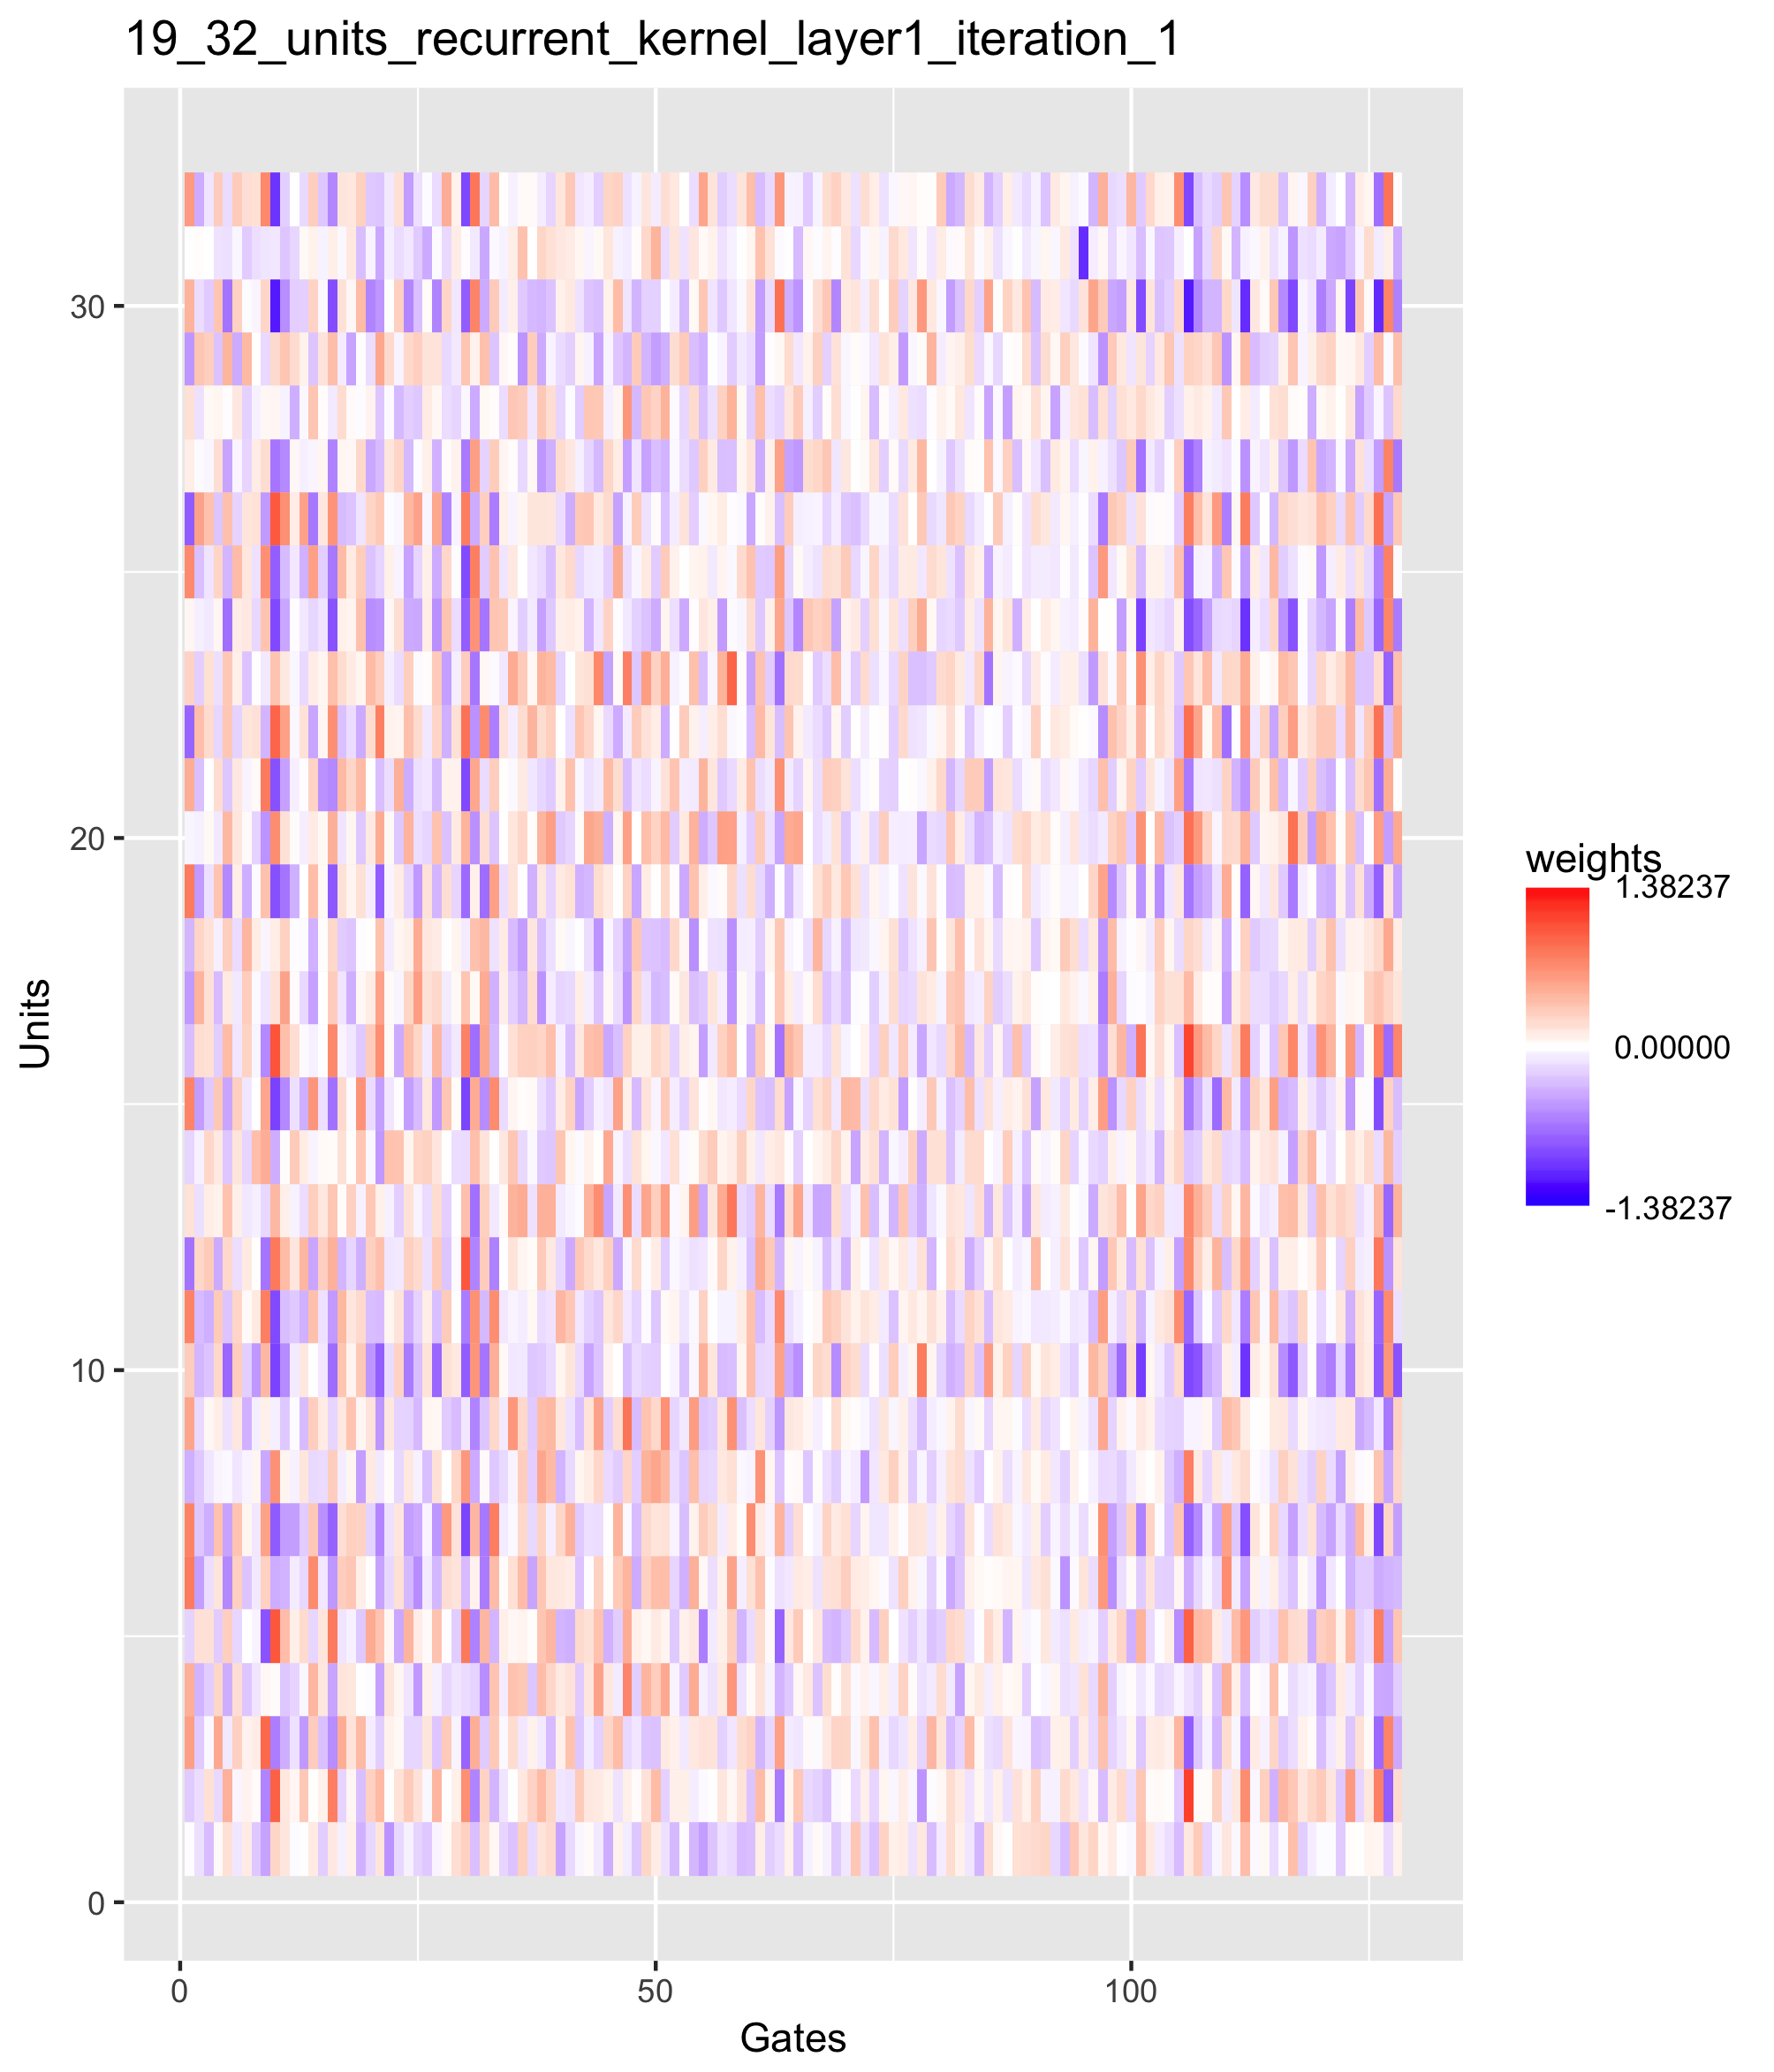 19_32_units_recurrent_kernel_layer1_iteration_1
30
20
10
0
Units
0
50
100
Gates
weights
1.38237
0.00000
-1.38237